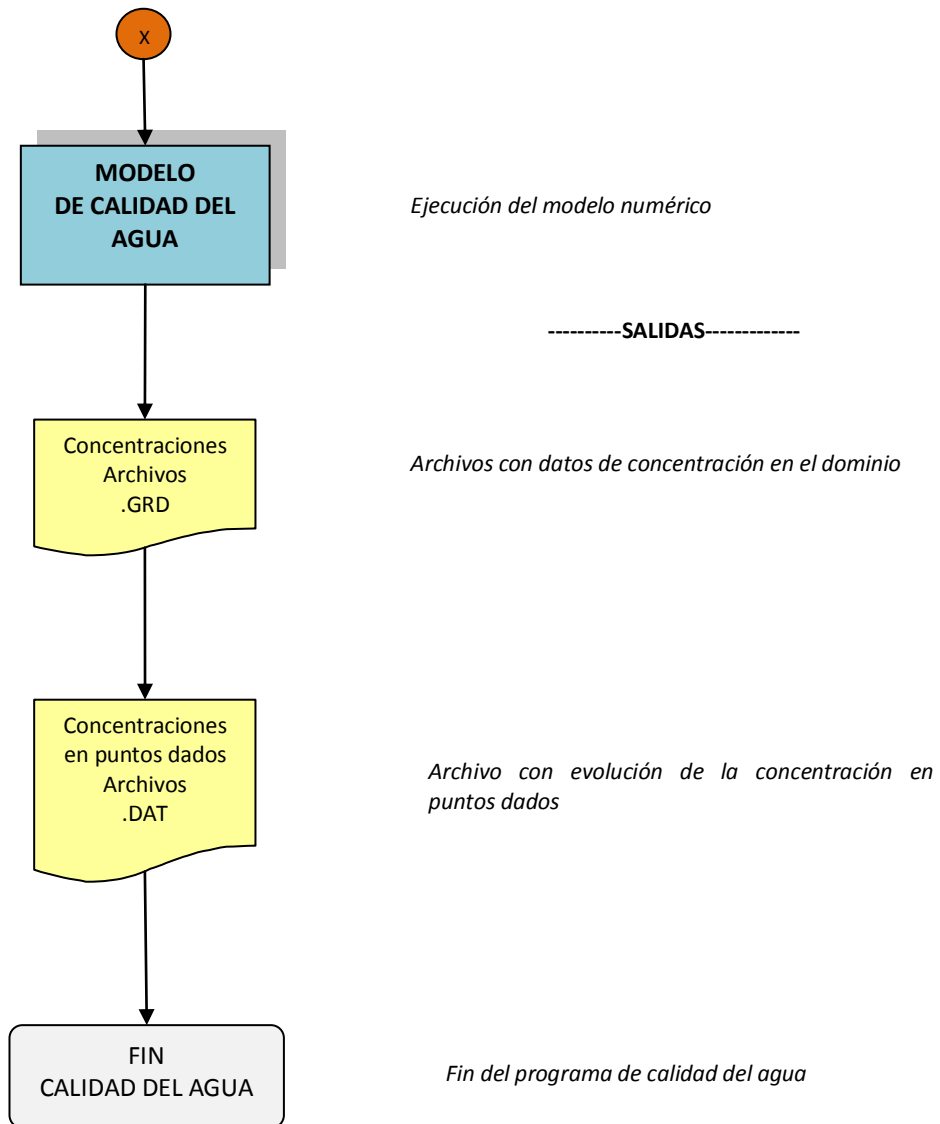 X
MODELO
DE CALIDAD DEL
AGUA
Ejecución del modelo numérico
----------SALIDAS-------------
Concentraciones
Archivos
.GRD
Archivos con datos de concentración en el dominio
Concentraciones
en puntos dados
Archivos
.DAT
Archivo con evolución de la concentración en
puntos dados
FIN
CALIDAD DEL AGUA
Fin del programa de calidad del agua